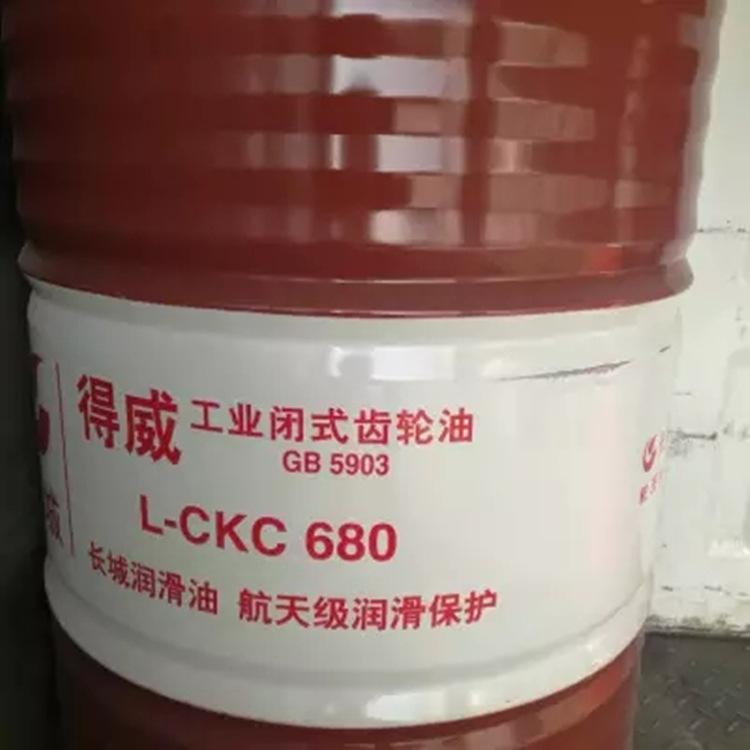 得威 工业闭式齿轮油
GB 5903
L-CKC 680
长城润滑油 航天级润滑保护